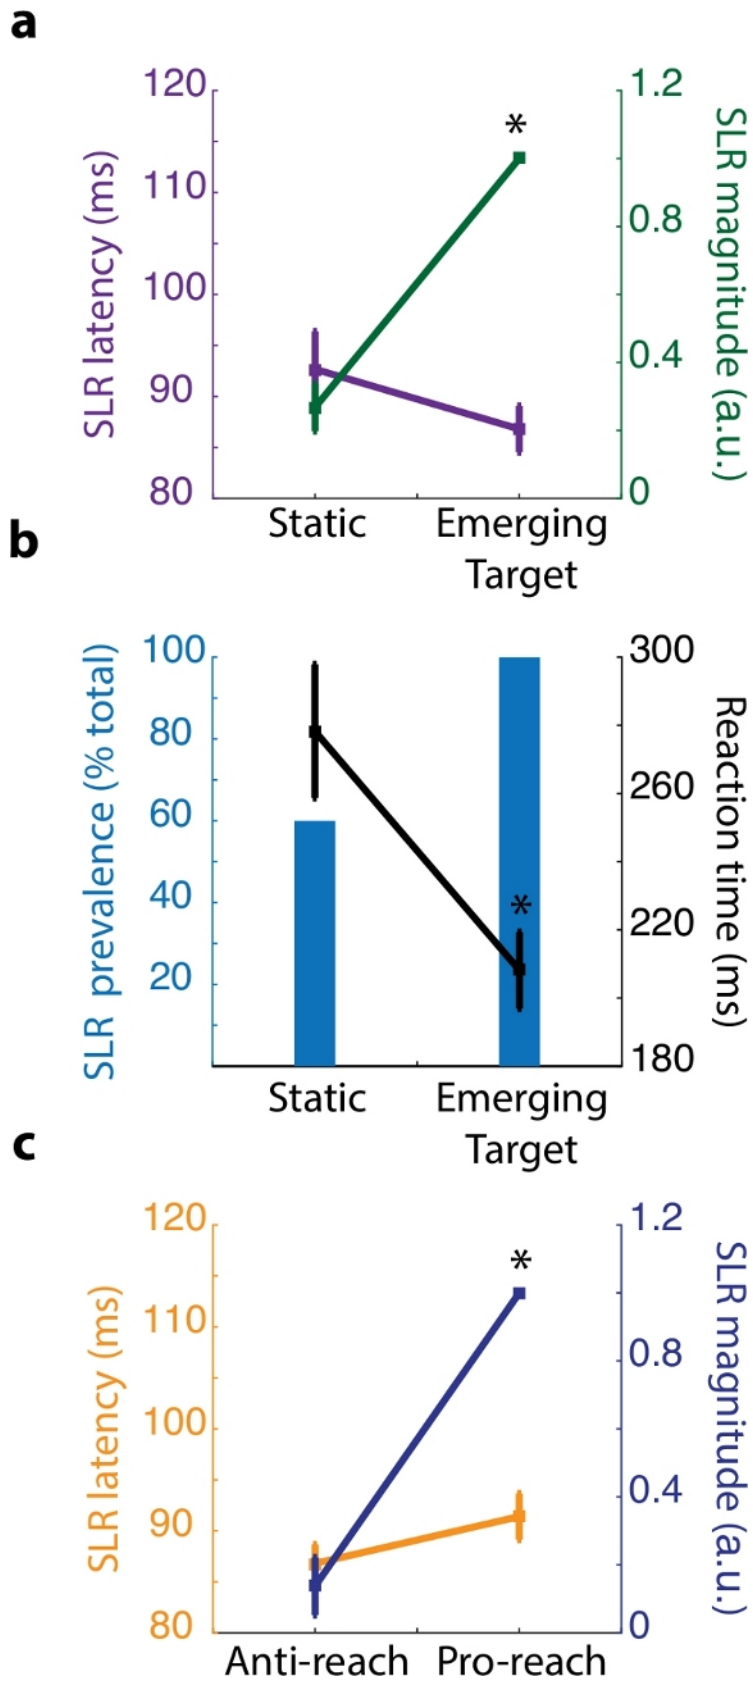 a
SLR latency (ms)
120
110
100
90
80
*
1.2
0.8
0.4
0
SLR magnitude (a.u.)
Static
Emerging
Target
b
SLR prevalence (% total)
100
80
60
40
20
*
300
260
220
180
Reaction time (ms)
Static
Emerging
Target
c
SLR latency (ms)
120
110
100
90
80
*
1.2
0.8
0.4
0
SLR magnitude (a.u.)
Anti-reach
Pro-reach